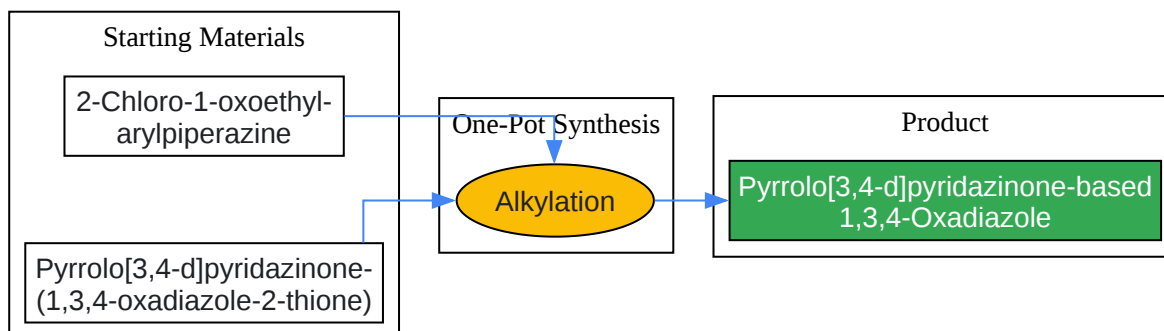 Starting Materials
2-Chloro-1-oxoethyl-
arylpiperazine
Pyrrolo[3,4-d]pyridazinone-
(1,3,4-oxadiazole-2-thione)
One-Pot Synthesis
Alkylation
Product
Pyrrolo[3,4-d]pyridazinone-based
1,3,4-Oxadiazole